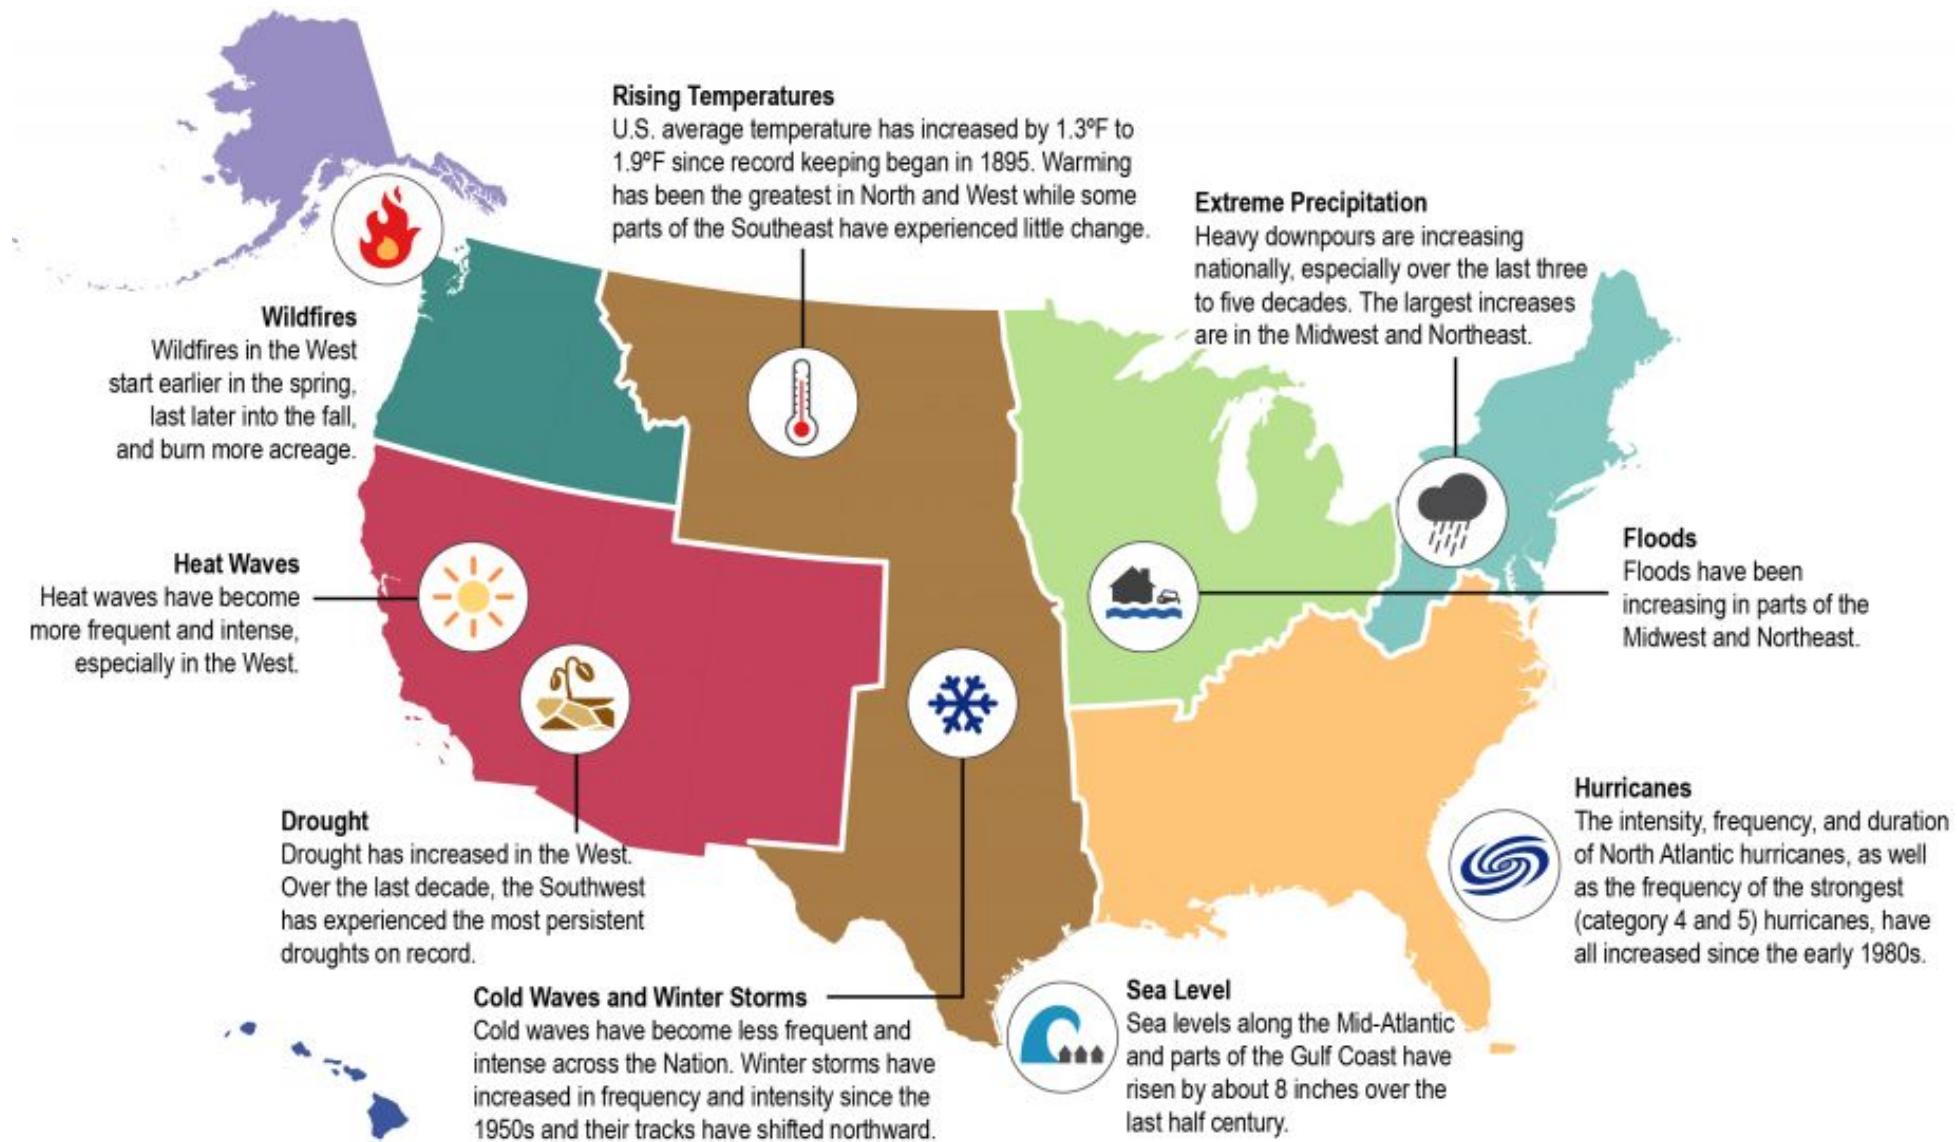 Rising Temperatures
U.S. average temperature has increased by 1.3ºF to
1.9ºF since record keeping began in 1895. Warming
has been the greatest in North and West while some
parts of the Southeast have experienced little change.
Extreme Precipitation
Heavy downpours are increasing
nationally, especially over the last three
to five decades. The largest increases
are in the Midwest and Northeast.
Wildfires
Wildfires in the West
start earlier in the spring,
last later into the fall,
and burn more acreage.
Floods
Floods have been
increasing in parts of the
Midwest and Northeast.
Heat Waves
Heat waves have become
more frequent and intense,
especially in the West.
Hurricanes
The intensity, frequency, and duration
of North Atlantic hurricanes, as well
as the frequency of the strongest
(category 4 and 5) hurricanes, have
all increased since the early 1980s.
Drought
Drought has increased in the West.
Over the last decade, the Southwest
has experienced the most persistent
droughts on record.
Cold Waves and Winter Storms
Cold waves have become less frequent and
intense across the Nation. Winter storms have
increased in frequency and intensity since the
1950s and their tracks have shifted northward.
Sea Level
Sea levels along the Mid-Atlantic
and parts of the Gulf Coast have
risen by about 8 inches over the
last half century.